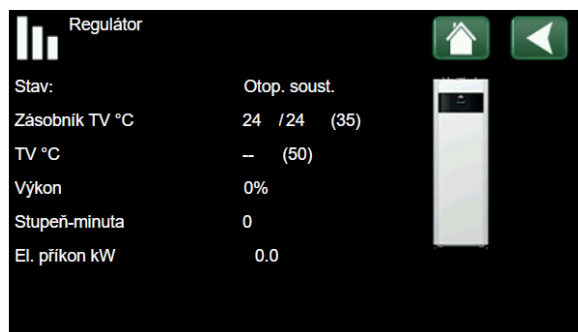 Regulátor
Stav: Otop. soust.
Zásobník TV °C 24 /24 (35)
TV °C -- (50)
Výkon 0%
Stupeň-minuta 0
El. příkon kW 0.0